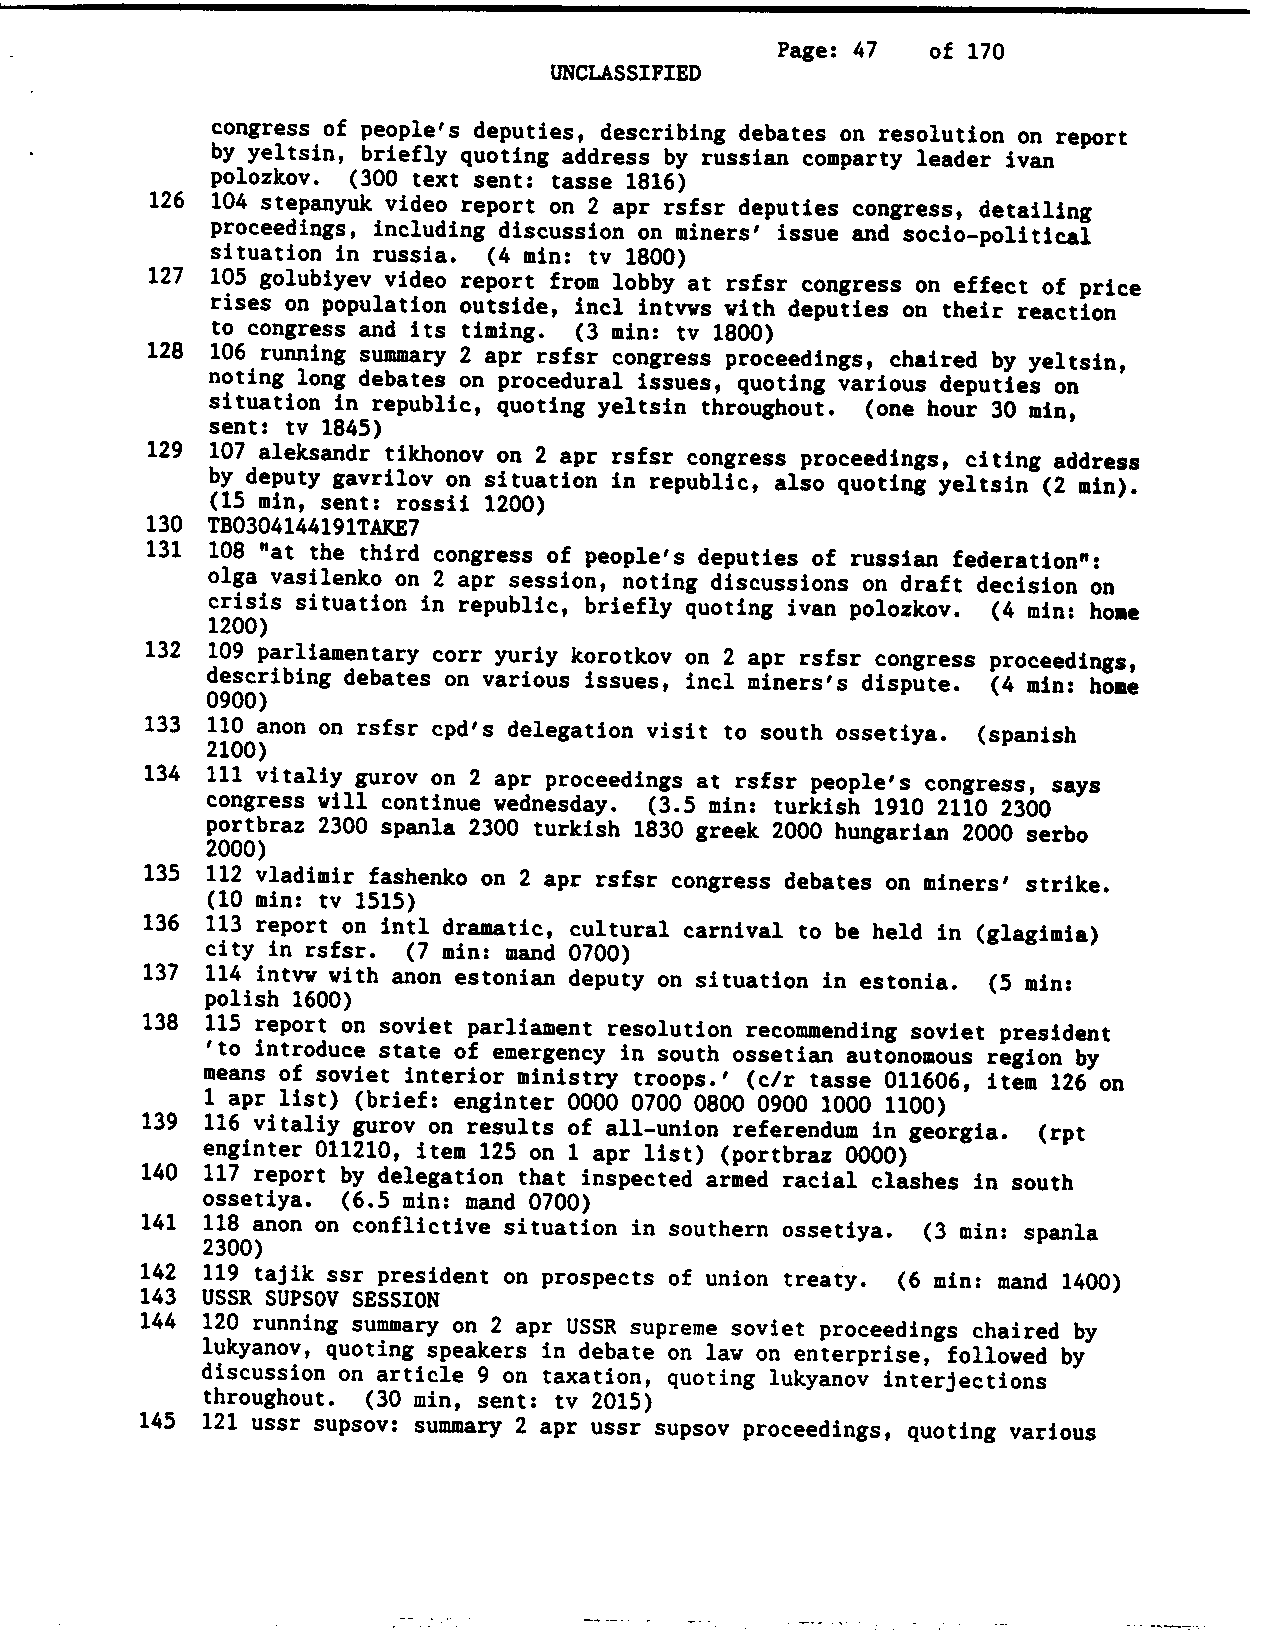 Page: 47 of 170
UNCLASSIFIED
congress of people's deputies, describing debates on resolution on report
by yeltsin, briefly quoting address by russian comparty leader ivan
polozkov. (300 text sent: tasse 1816)
126 104 stepanyuk video report on 2 apr rsfsr deputies congress, detailing
proceedings, including discussion on miners' issue and socio-political
situation in russia. (4 min: tv 1800)
127 105 golubiyev video report from lobby at rsfsr congress on effect of price
rises on population outside, incl intvws with deputies on their reaction
to congress and its timing. (3 min: tv 1800)
128 106 running summary 2 apr rsfsr congress proceedings, chaired by yeltsin,
noting long debates on procedural issues, quoting various deputies on
situation in republic, quoting yeltsin throughout. (one hour 30 min,
sent: tv 1845)
129 107 aleksandr tikhonov on 2 apr rsfsr congress proceedings, citing address
by deputy gavrilov on situation in republic, also quoting yeltsin (2 min).
(15 min, sent: rossii 1200)
130 TB0304144191TAKE7
131 108 "at the third congress of people's deputies of russian federation":
olga vasilenko on 2 apr session, noting discussions on draft decision on
crisis situation in republic, briefly quoting ivan polozkov. (4 min: home
1200)
132 109 parliamentary corr yuriy korotkov on 2 apr rsfsr congress proceedings,
describing debates on various issues, incl miners's dispute. (4 min: home
0900)
133 110 anon on rsfsr cpd's delegation visit to south ossetiya. (spanish
2100)
134 111 vitaliy gurov on 2 apr proceedings at rsfsr people's congress, says
congress will continue wednesday. (3.5 min: turkish 1910 2110 2300
portbraz 2300 spanla 2300 turkish 1830 greek 2000 hungarian 2000 serbo
2000)
135 112 vladimir fashenko on 2 apr rsfsr congress debates on miners' strike.
(10 min: tv 1515)
136 113 report on intl dramatic, cultural carnival to be held in (glagimia)
city in rsfsr. (7 min: mand 0700)
137 114 intvw with anon estonian deputy on situation in estonia. (5 min:
polish 1600)
138 115 report on soviet parliament resolution recommending soviet president
'to introduce state of emergency in south ossetian autonomous region by
means of soviet interior ministry troops.' (c/r tasse 011606, item 126 on
1 apr list) (brief: enginter 0000 0700 0800 0900 1000 1100)
139 116 vitaliy gurov on results of all-union referendum in georgia. (rpt
enginter 011210, item 125 on 1 apr list) (portbraz 0000)
140 117 report by delegation that inspected armed racial clashes in south
ossetiya. (6.5 min: mand 0700)
141 118 anon on conflictive situation in southern ossetiya. (3 min: spanla
2300)
142 119 tajik ssr president on prospects of union treaty. (6 min: mand 1400)
143 USSR SUPSOV SESSION
144 120 running summary on 2 apr USSR supreme soviet proceedings chaired by
lukyanov, quoting speakers in debate on law on enterprise, followed by
discussion on article 9 on taxation, quoting lukyanov interjections
throughout. (30 min, sent: tv 2015)
145 121 ussr supsov: summary 2 apr ussr supsov proceedings, quoting various